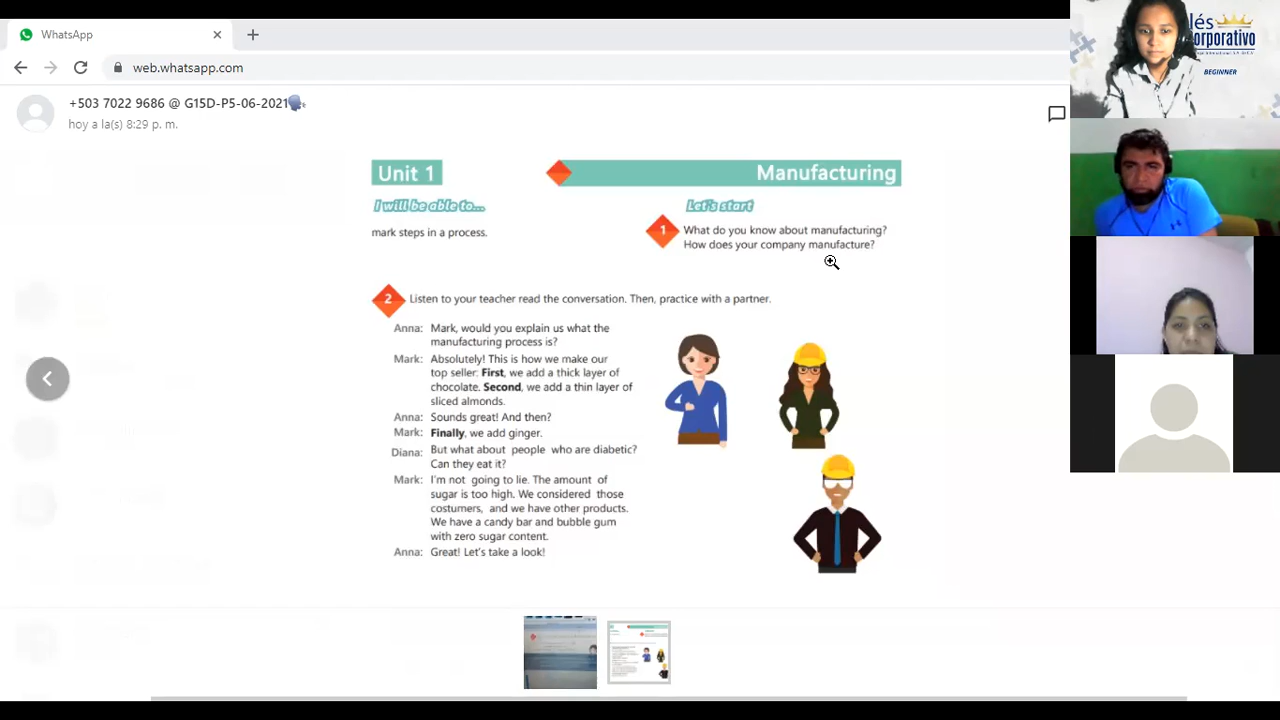 WhatsApp
web.whatsapp.com
+503 7022 9686 @ G15D-P5-06-2021
hoy a la(s) 8:29 p. m.
Unit 1
Manufacturing
I will be able to...
mark steps in a process.
Let's start
1
What do you know about manufacturing?
How does your company manufacture?
2
Listen to your teacher read the conversation. Then, practice with a partner.
Anna: Mark, would you explain us what the
manufacturing process is?
Mark: Absolutely! This is how we make our
top seller: First, we add a thick layer of
chocolate. Second, we add a thin layer of
sliced almonds.
Anna: Sounds great! And then?
Mark: Finally, we add ginger.
Diana: But what about people who are diabetic?
Can they eat it?
Mark: I'm not going to lie. The amount of
sugar is too high. We considered those
costumers, and we have other products.
We have a candy bar and bubble gum
with zero sugar content.
Anna: Great! Let's take a look!
BEGINNER